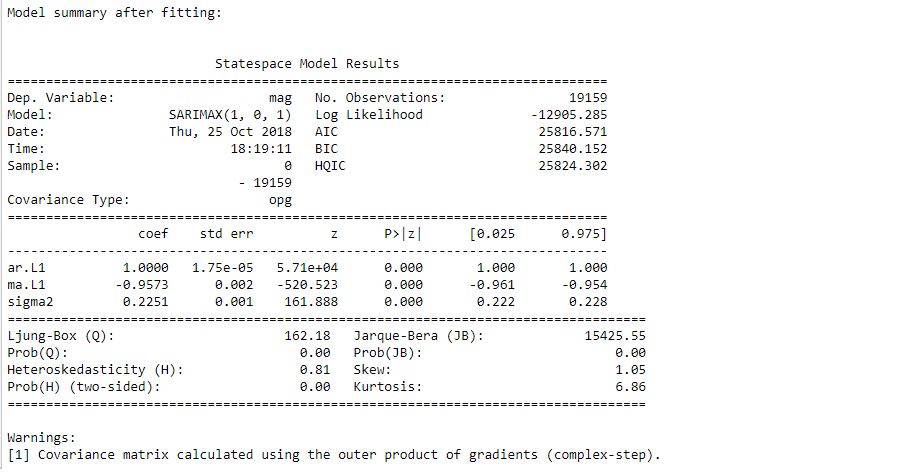 Model summary after fitting:
Statespace Model Results
==============================================================================
Dep. Variable: mag No. Observations: 19159
Model: SARIMAX(1, 0, 1) Log Likelihood -12905.285
Date: Thu, 25 Oct 2018 AIC 25816.571
Time: 18:19:11 BIC 25840.152
Sample: 0 HQIC 25824.302
- 19159
Covariance Type: opg
==============================================================================
coef std err z P>|z| [0.025 0.975]
------------------------------------------------------------------------------
ar.L1 1.0000 1.75e-05 5.71e+04 0.000 1.000 1.000
ma.L1 -0.9573 0.002 -520.523 0.000 -0.961 -0.954
sigma2 0.2251 0.001 161.888 0.000 0.222 0.228
===================================================================================
Ljung-Box (Q): 162.18 Jarque-Bera (JB): 15425.55
Prob(Q): 0.00 Prob(JB): 0.00
Heteroskedasticity (H): 0.81 Skew: 1.05
Prob(H) (two-sided): 0.00 Kurtosis: 6.86
===================================================================================
Warnings:
[1] Covariance matrix calculated using the outer product of gradients (complex-step).